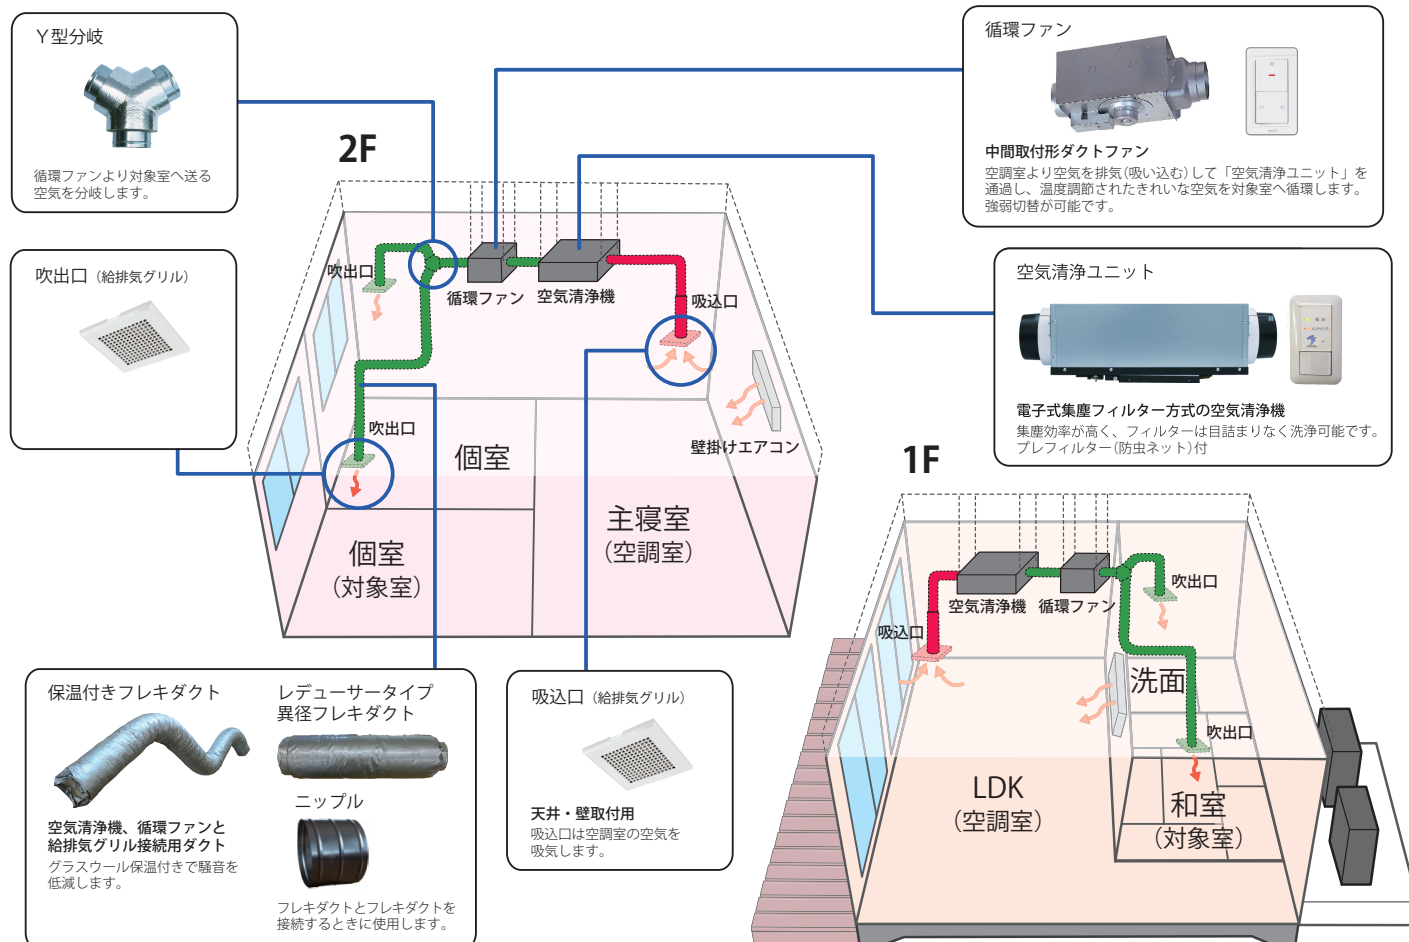 Y型分岐
循環ファンより対象室へ送る
空気を分岐します。
吹出口（給排気グリル）
2F
吹出口
循環ファン
空気清浄機
吸込口
吹出口
壁掛けエアコン
個室
個室
（対象室）
主寝室
（空調室）
循環ファン
中間取付形ダクトファン
空調室より空気を排気（吸い込む）して「空気清浄ユニット」を
通過し、温度調節されたきれいな空気を対象室へ循環します。
強弱切替が可能です。
空気清浄ユニット
電子式集塵フィルター方式の空気清浄機
集塵効率が高く、フィルターは目詰まりなく洗浄可能です。
プレフィルター（防虫ネット）付
1F
空気清浄機
循環ファン
吹出口
吸込口
洗面
吹出口
LDK
（空調室）
和室
（対象室）
保温付きフレキダクト
空気清浄機、循環ファンと
給排気グリル接続用ダクト
グラスウール保温付きで騒音を
低減します。
レデューサータイプ
異径フレキダクト
ニップル
フレキダクトとフレキダクトを
接続するときに使用します。
吸込口（給排気グリル）
天井・壁取付用
吸込口は空調室の空気を
吸気します。